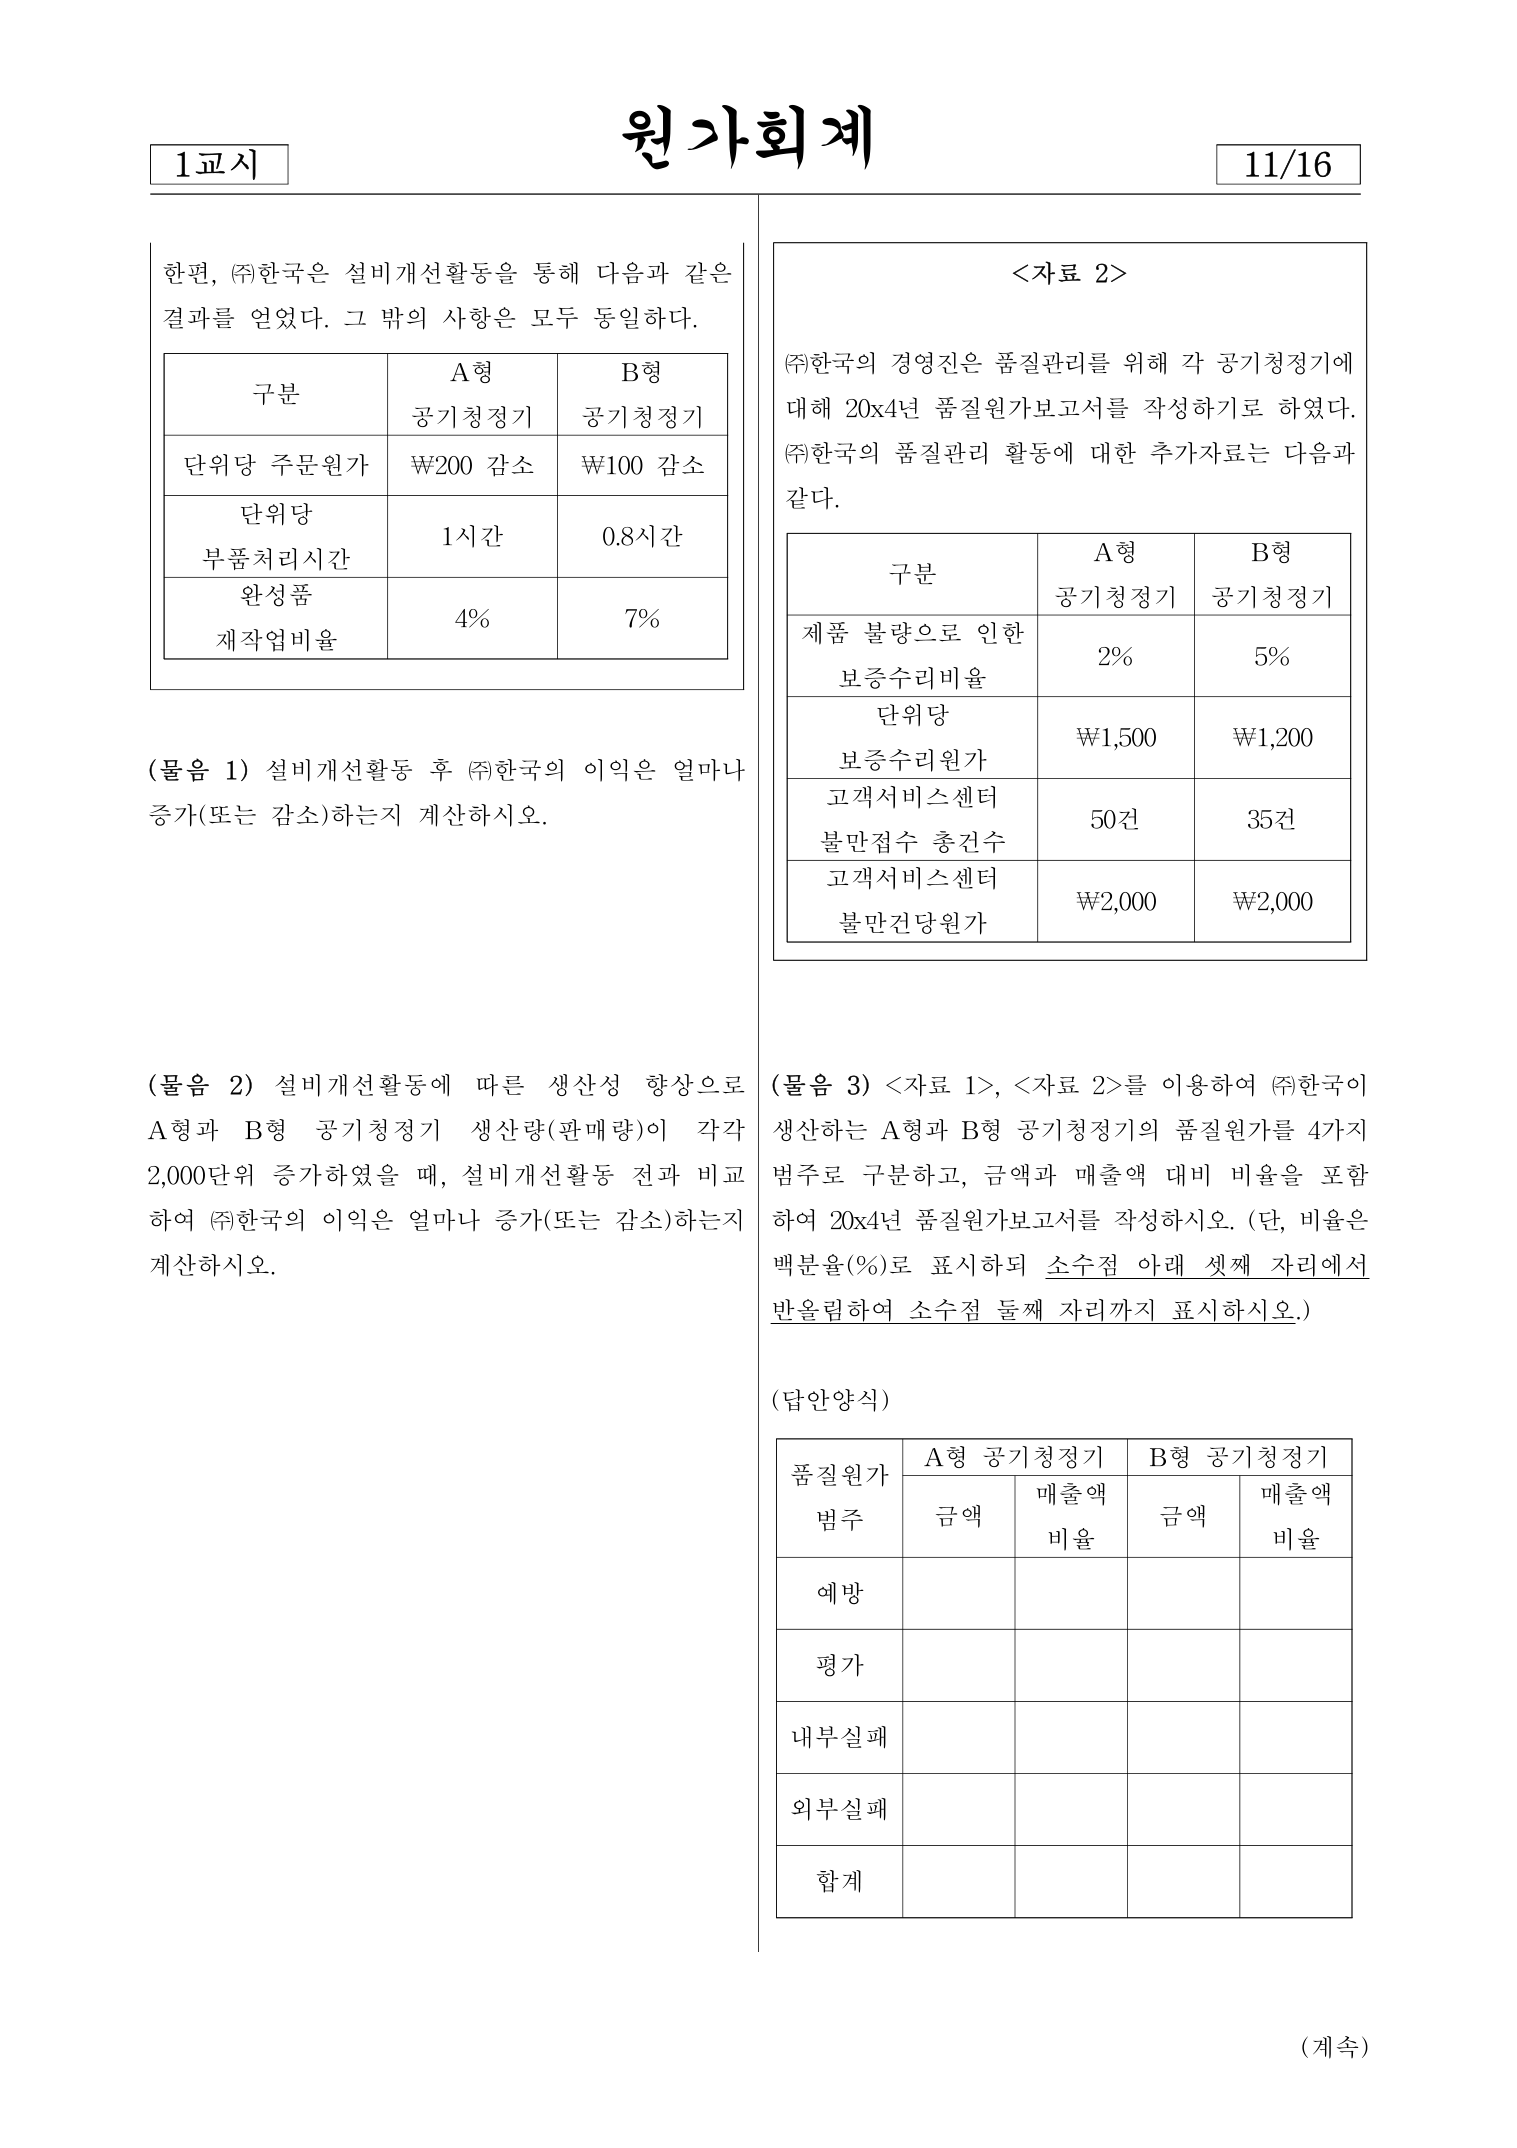 원가회계
1교시
11/16
한편, ㈜한국은 설비개선활동을 통해 다음과 같은
결과를 얻었다. 그 밖의 사항은 모두 동일하다.
구분
A형
공기청정기
B형
공기청정기
단위당 주문원가
₩200 감소
₩100 감소
단위당
부품처리시간
1시간
0.8시간
완성품
재작업비율
4%
7%
(물음 1) 설비개선활동 후 ㈜한국의 이익은 얼마나
증가(또는 감소)하는지 계산하시오.
(물음 2) 설비개선활동에 따른 생산성 향상으로
A형과 B형 공기청정기 생산량(판매량)이 각각
2,000단위 증가하였을 때, 설비개선활동 전과 비교
하여 ㈜한국의 이익은 얼마나 증가(또는 감소)하는지
계산하시오.
<자료 2>
㈜한국의 경영진은 품질관리를 위해 각 공기청정기에
대해 20x4년 품질원가보고서를 작성하기로 하였다.
㈜한국의 품질관리 활동에 대한 추가자료는 다음과
같다.
구분
A형
공기청정기
B형
공기청정기
제품 불량으로 인한
보증수리비율
2%
5%
단위당
보증수리원가
₩1,500
₩1,200
고객서비스센터
불만접수 총건수
50건
35건
고객서비스센터
불만건당원가
₩2,000
₩2,000
(물음 3) <자료 1>, <자료 2>를 이용하여 ㈜한국이
생산하는 A형과 B형 공기청정기의 품질원가를 4가지
범주로 구분하고, 금액과 매출액 대비 비율을 포함
하여 20x4년 품질원가보고서를 작성하시오. (단, 비율은
백분율(%)로 표시하되 소수점 아래 셋째 자리에서
반올림하여 소수점 둘째 자리까지 표시하시오.)
(답안양식)
품질원가
범주
A형 공기청정기
B형 공기청정기
금액
매출액
비율
금액
매출액
비율
예방
평가
내부실패
외부실패
합계
(계속)